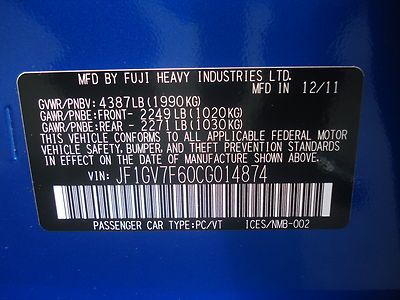 MFD BY FUJI HEAVY INDUSTRIES LTD.
MFD IN 12/11
GVWR/PNBV: 4387LB(1990KG)
GAWR/PNBE:FRONT- 2249LB(1020KG)
GAWR/PNBE:REAR - 2271LB(1030KG)
THIS VEHICLE CONFORMS TO ALL APPLICABLE FEDERAL MOTOR
VEHICLE SAFETY, BUMPER, AND THEFT PREVENTION STANDARDS
IN EFFECT ON THE DATE OF MANUFACTURE SHOWN ABOVE.
VIN: JF1GV7F60CG014874
PASSENGER CAR TYPE:PC/VT ICES/NMB-002